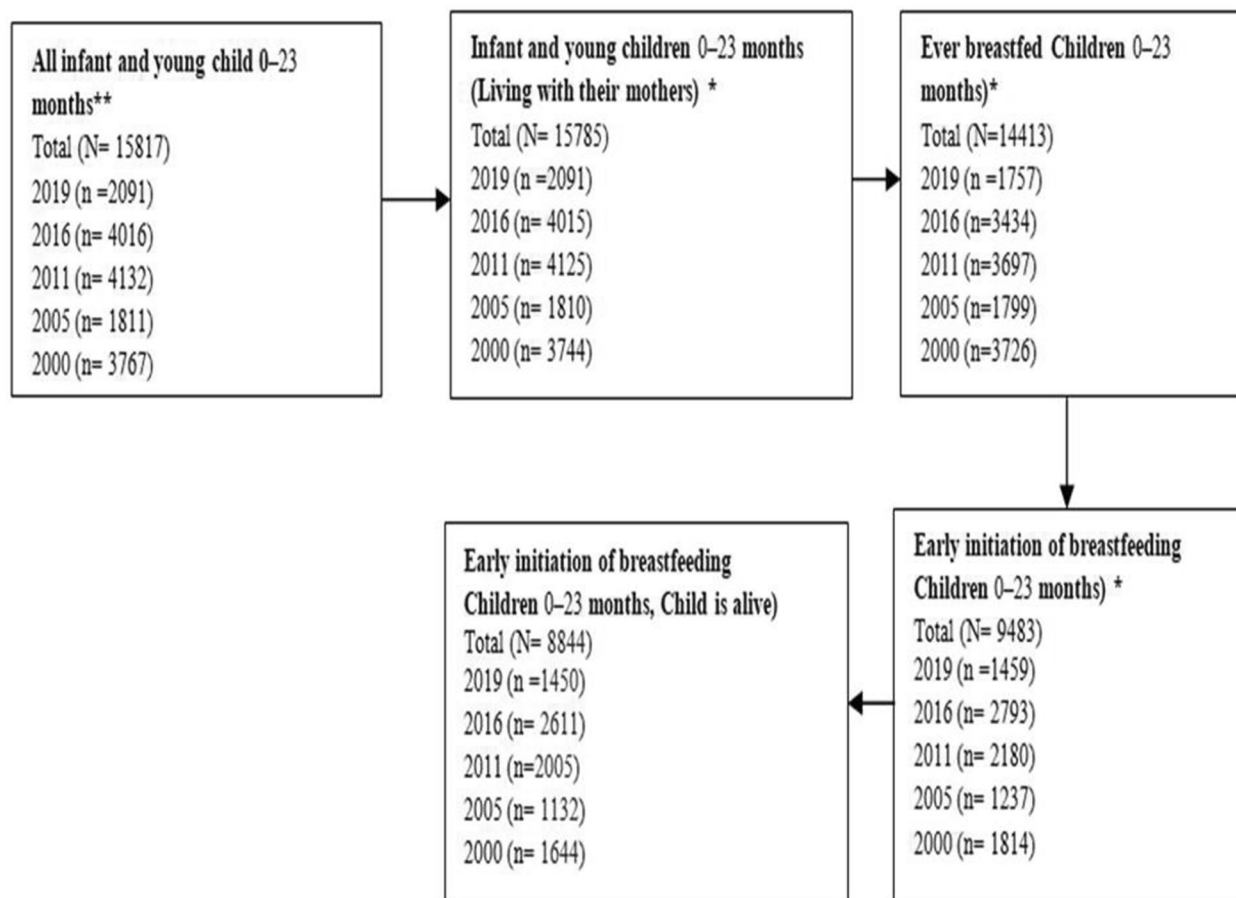 All infant and young child 0–23
months**
Total (N= 15817)
2019 (n =2091)
2016 (n= 4016)
2011 (n= 4132)
2005 (n= 1811)
2000 (n= 3767)
Infant and young children 0–23 months
(Living with their mothers) *
Total (N= 15785)
2019 (n =2091)
2016 (n= 4015)
2011 (n= 4125)
2005 (n= 1810)
2000 (n= 3744)
Ever breastfed Children 0–23
months)*
Total (N=14413)
2019 (n =1757)
2016 (n=3434)
2011 (n=3697)
2005 (n=1799)
2000 (n=3726)
Early initiation of breastfeeding
Children 0–23 months) *
Total (N= 9483)
2019 (n =1459)
2016 (n= 2793)
2011 (n= 2180)
2005 (n= 1237)
2000 (n= 1814)
Early initiation of breastfeeding
Children 0–23 months, Child is alive)
Total (N= 8844)
2019 (n =1450)
2016 (n= 2611)
2011 (n=2005)
2005 (n= 1132)
2000 (n= 1644)